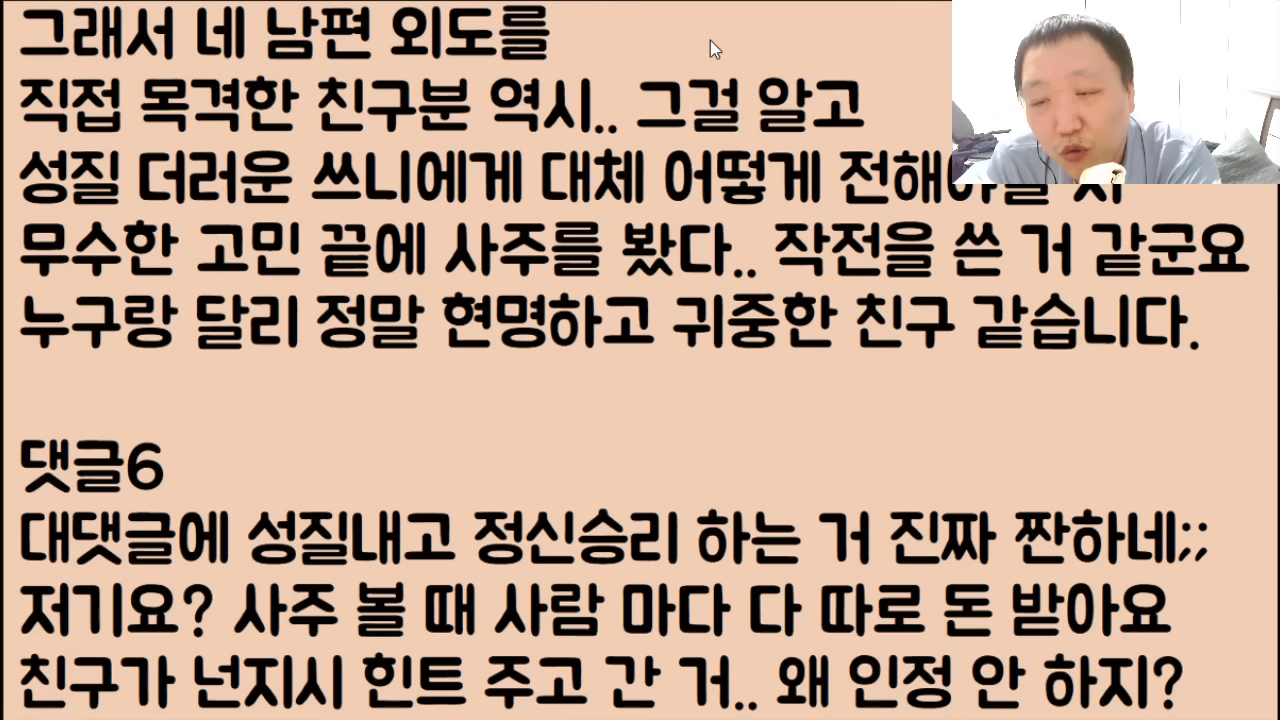 그래서 네 남편 외도를
직접 목격한 친구분 역시.. 그걸 알고
성질 더러운 쓰니에게 대체 어떻게
무수한 고민 끝에 사주를 봤다.. 작전을 쓴 거 같군요
누구랑 달리 정말 현명하고 귀중한 친구 같습니다.
댓글6
대댓글에 성질내고 정신승리 하는 거 진짜 짠하네;;
저기요? 사주 볼 때 사람 마다 다 따로 돈 받아요
친구가 넌지시 힌트 주고 간 거.. 왜 인정 안 하지?